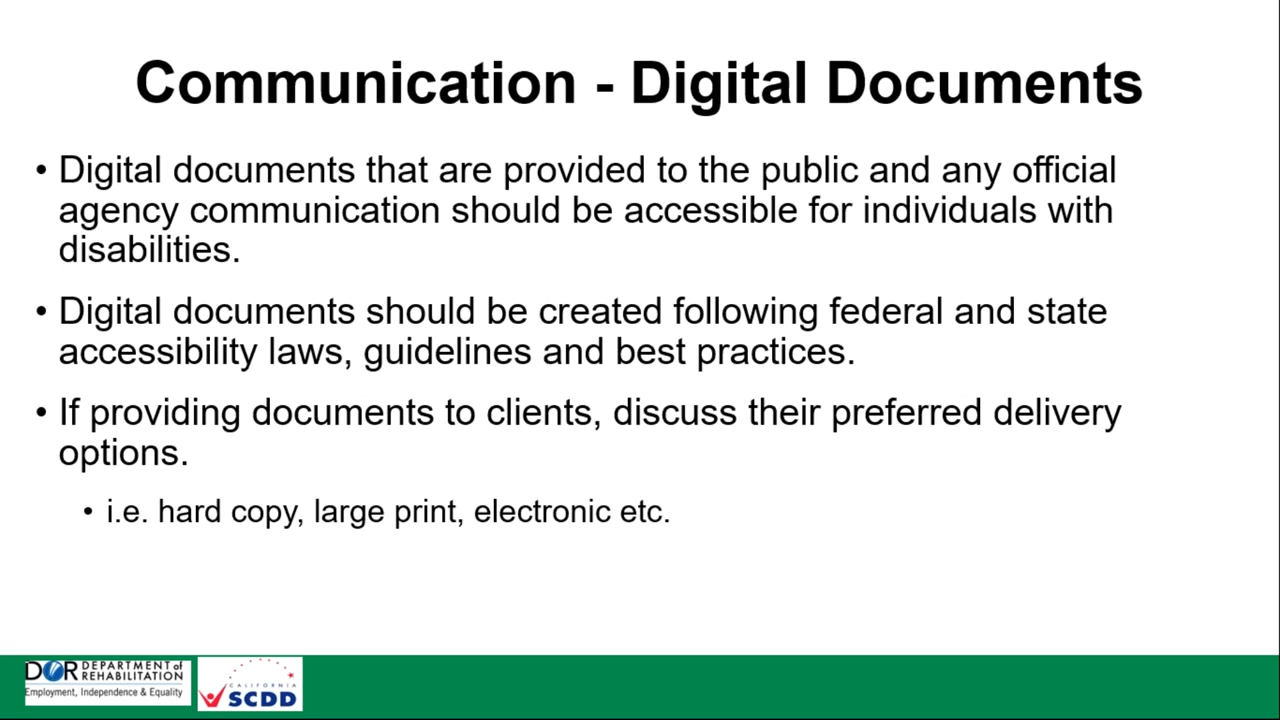 Communication - Digital Documents
• Digital documents that are provided to the public and any official
agency communication should be accessible for individuals with
disabilities.
• Digital documents should be created following federal and state
accessibility laws, guidelines and best practices.
• If providing documents to clients, discuss their preferred delivery
options.
• i.e. hard copy, large print, electronic etc.
DOR DEPARTMENT of
REHABILITATION
Employment, Independence & Equality
CALIFORNIA
SCDD